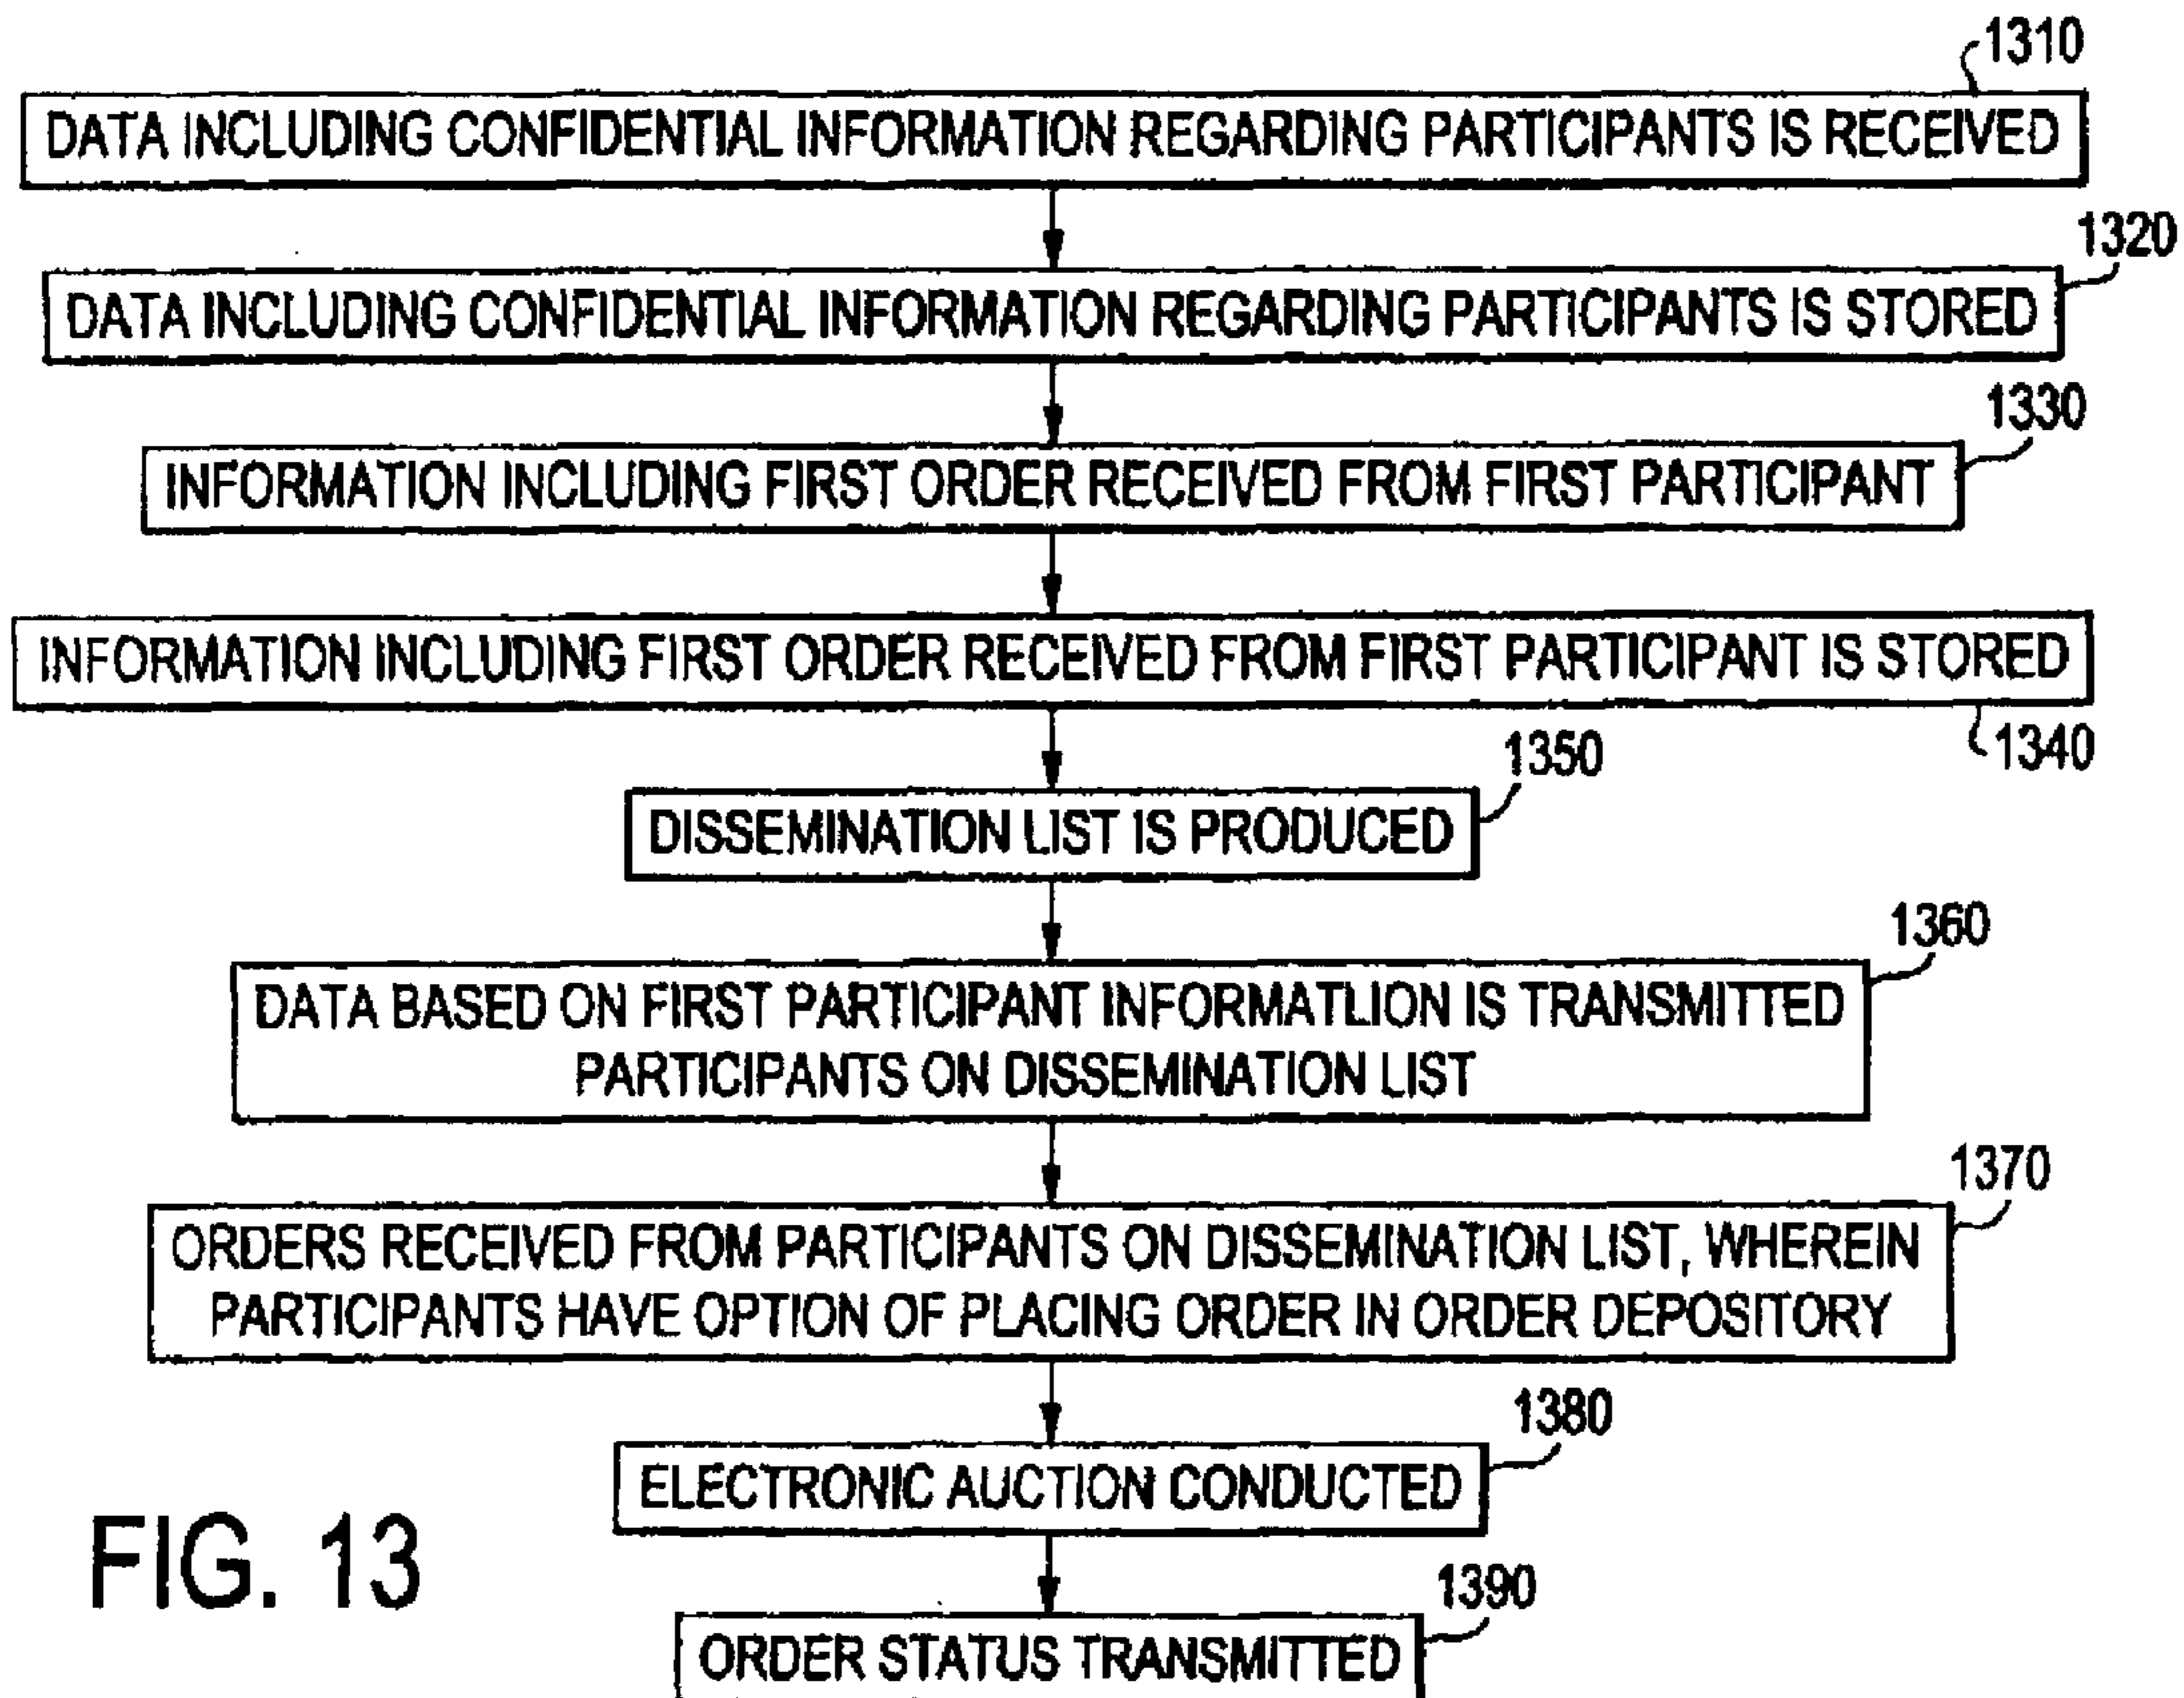 1310
DATA INCLUDING CONFIDENTIAL INFORMATION REGARDING PARTICIPANTS IS RECEIVED
1320
DATA INCLUDING CONFIDENTIAL INFORMATION REGARDING PARTICIPANTS IS STORED
1330
INFORMATION INCLUDING FIRST ORDER RECEIVED FROM FIRST PARTICIPANT
INFORMATION INCLUDING FIRST ORDER RECEIVED FROM FIRST PARTICIPANT IS STORED
1340
1350
DISSEMINATION LIST IS PRODUCED
1360
DATA BASED ON FIRST PARTICIPANT INFORMATLION IS TRANSMITTED
PARTICIPANTS ON DISSEMINATION LIST
1370
ORDERS RECEIVED FROM PARTICIPANTS ON DISSEMINATION LIST, WHEREIN
PARTICIPANTS HAVE OPTION OF PLACING ORDER IN ORDER DEPOSITORY
1380
ELECTRONIC AUCTION CONDUCTED
1390
ORDER STATUS TRANSMITTED
FIG. 13